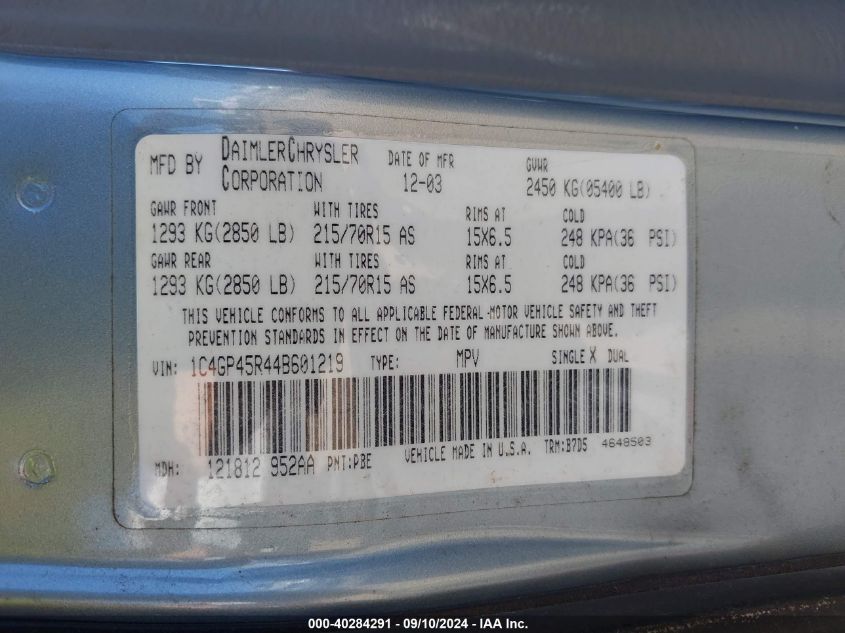 MFD BY DAIMLERCHRYSLER CORPORATION DATE OF MFR 12-03 GVWR 2450 KG(05400 LB)
GAWR FRONT WITH TIRES RIMS AT COLD
1293 KG(2850 LB) 215/70R15 AS 15X6.5 248 KPA(36 PSI)
GAWR REAR WITH TIRES RIMS AT COLD
1293 KG(2850 LB) 215/70R15 AS 15X6.5 248 KPA(36 PSI)
THIS VEHICLE CONFORMS TO ALL APPLICABLE FEDERAL-MOTOR VEHICLE SAFETY AND THEFT
PREVENTION STANDARDS IN EFFECT ON THE DATE OF MANUFACTURE SHOWN ABOVE.
VIN: 1C4GP45R44B601219 TYPE: MPV SINGLE X DUAL
MDH: 121812 952AA PNT:PBE VEHICLE MADE IN U.S.A. TRM:B7D5 4648503
000-40284291 - 09/10/2024 - IAA Inc.